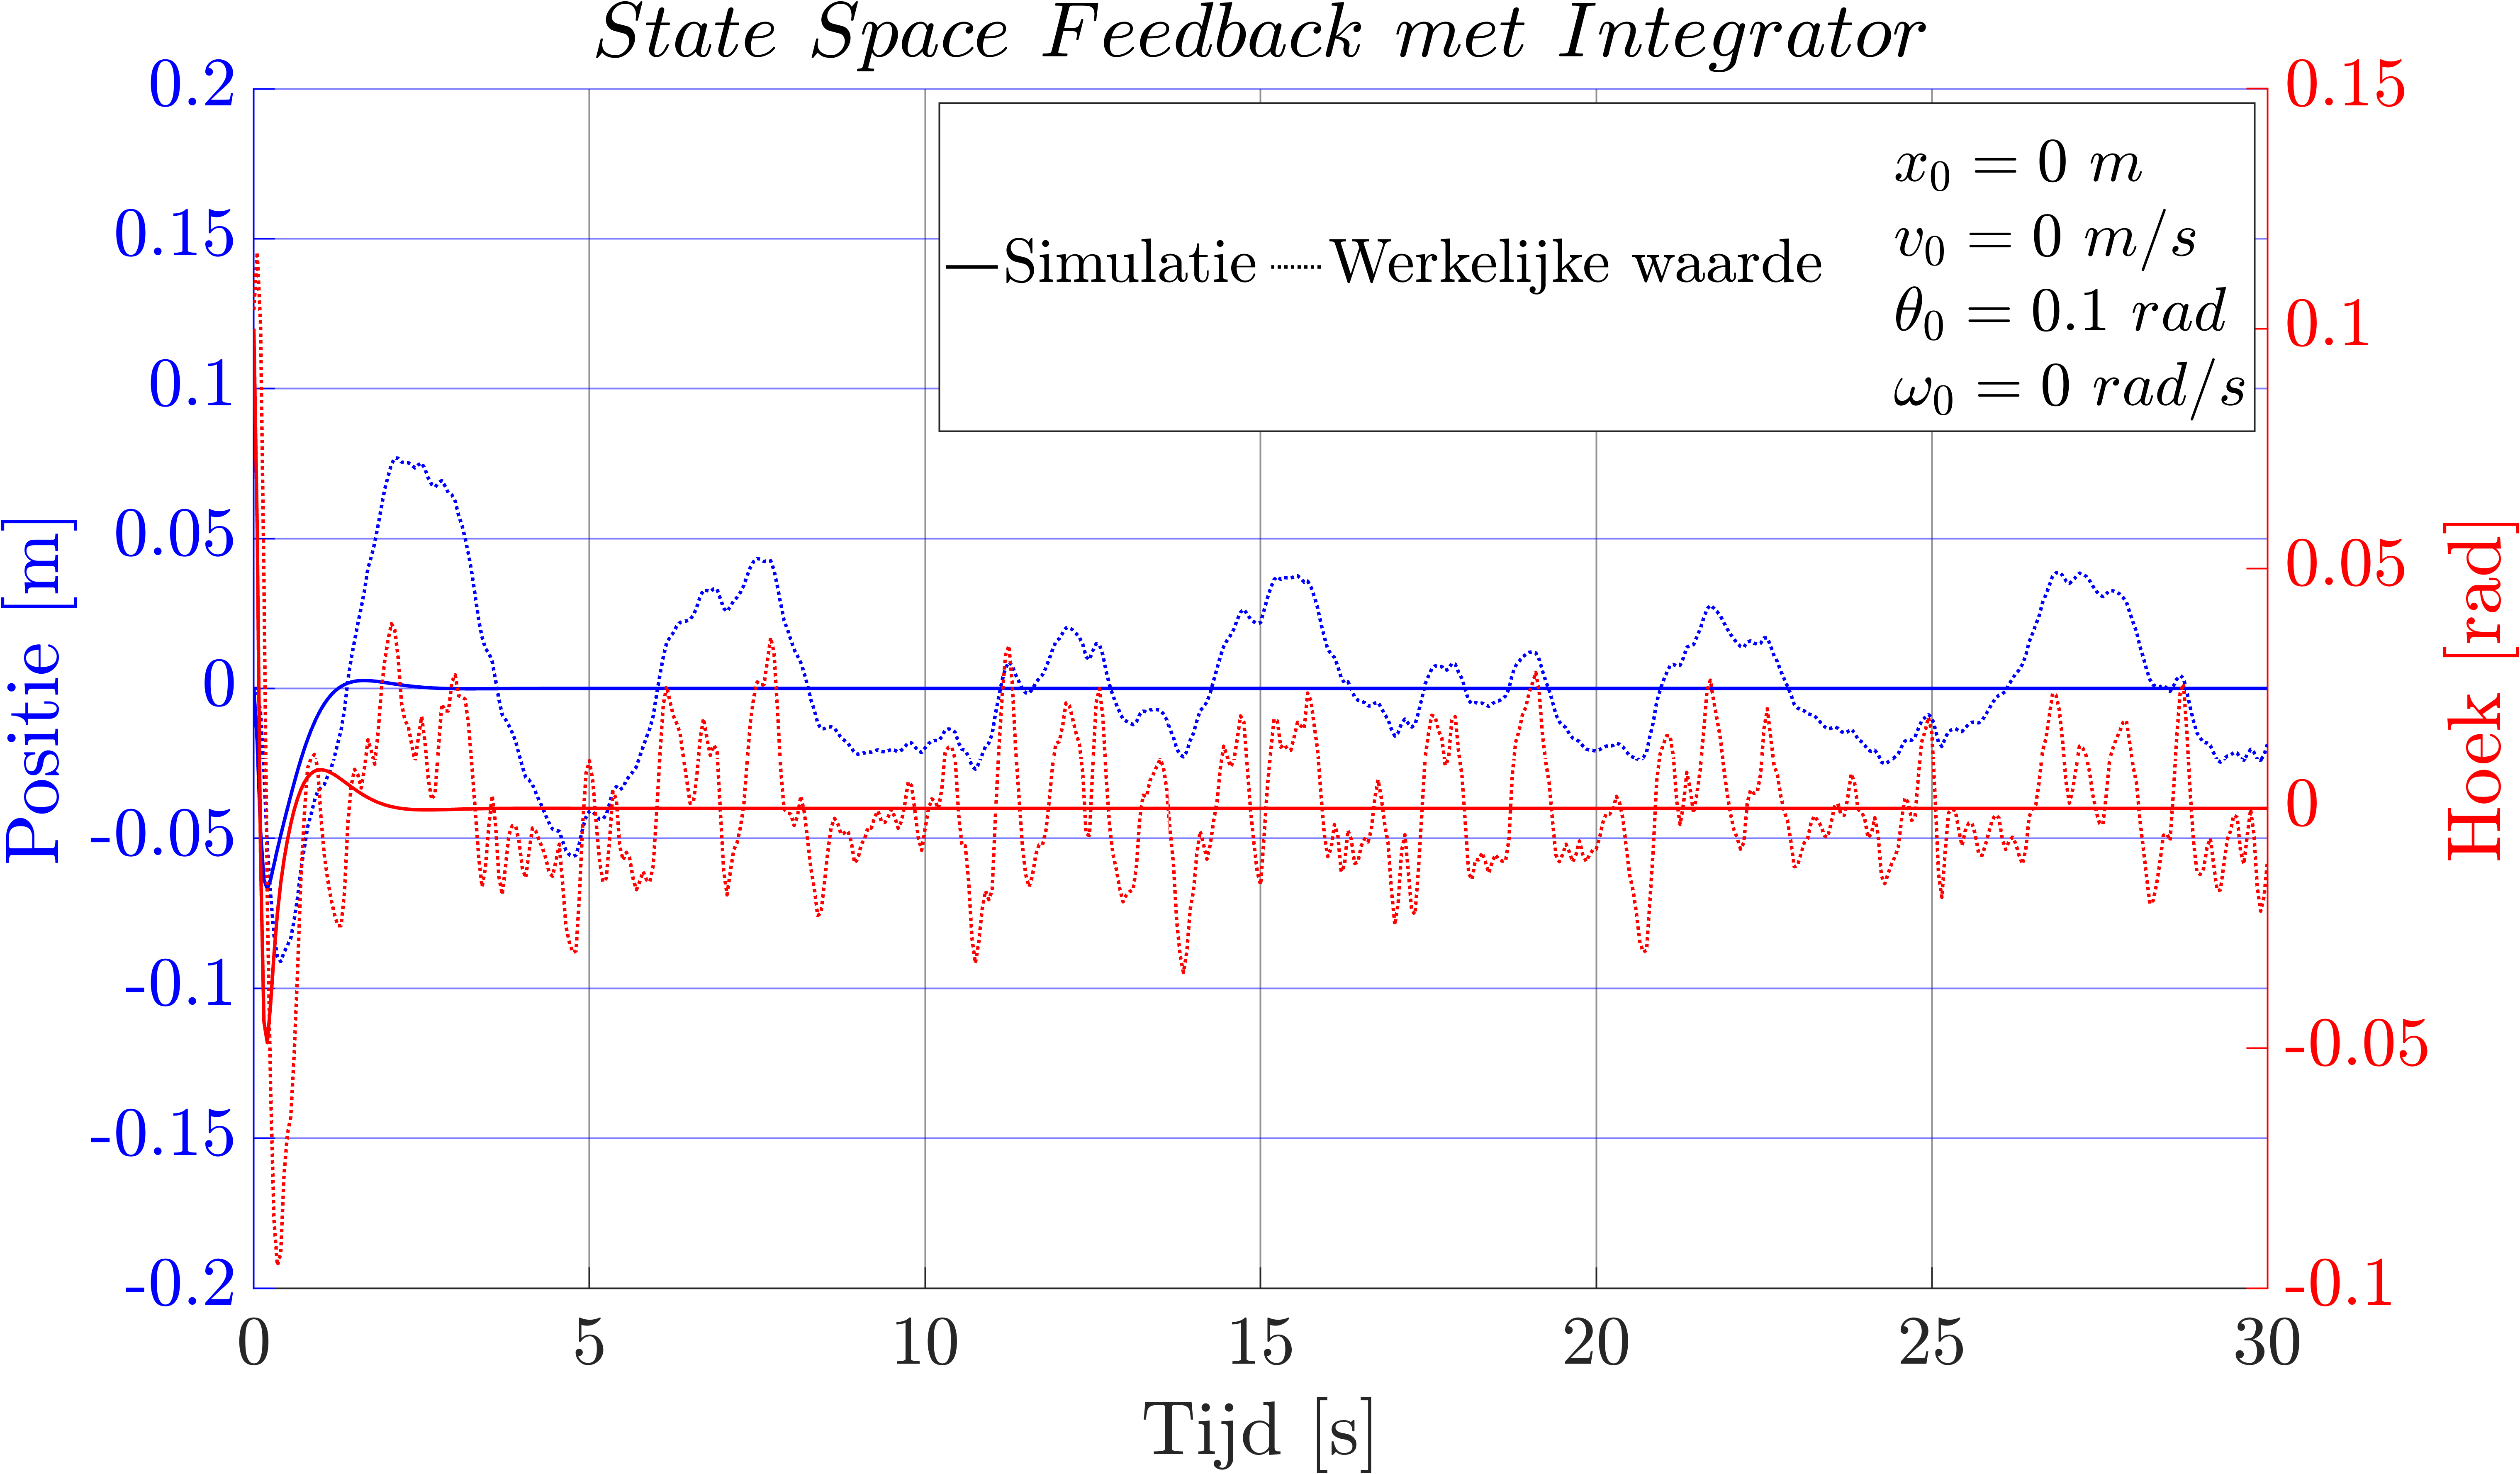 State Space Feedback met Integrator
Positie [m]
0.2
0.15
0.1
0.05
0
-0.05
-0.1
-0.15
-0.2
Simulatie
Werkelijke waarde
x₀ = 0 m
v₀ = 0 m/s
θ₀ = 0.1 rad
ω₀ = 0 rad/s
0.15
0.1
0.05
0
-0.05
-0.1
Hoek [rad]
0 5 10 15 20 25 30
Tijd [s]